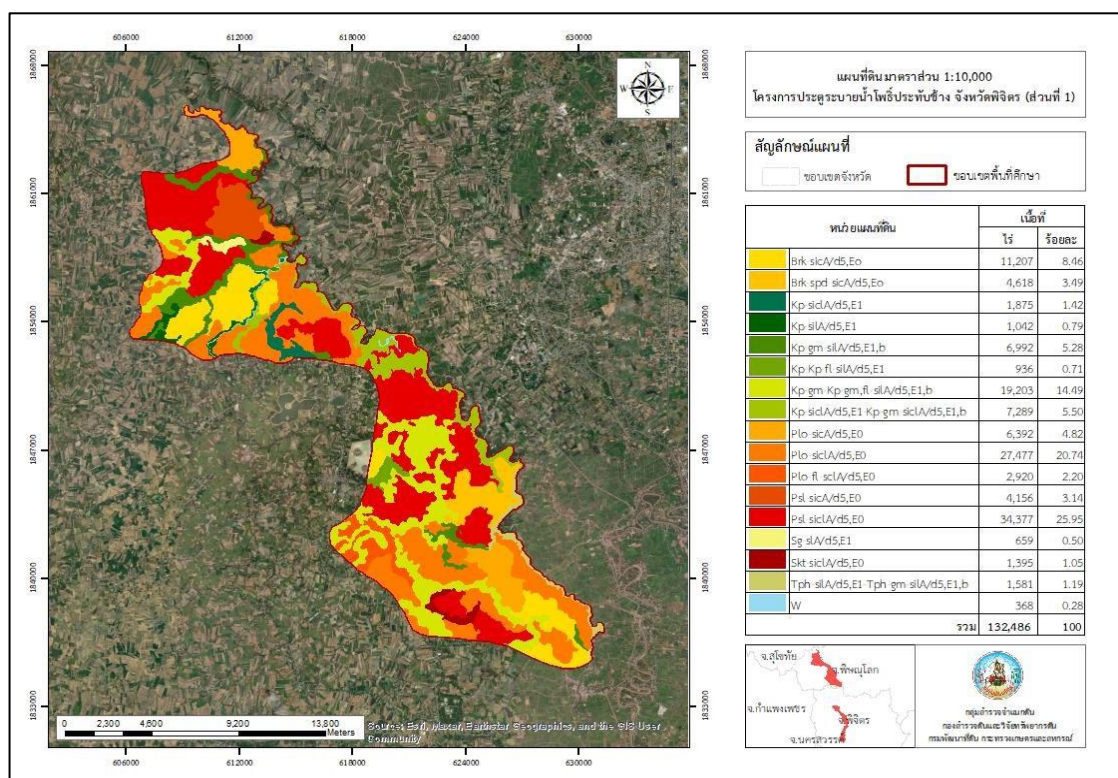 606000 612000 618000 624000 630000
1868000
1861000
1854000
1847000
1840000
1833000
1868000
1861000
1854000
1847000
1840000
1833000
N
W E
S
0 2,300 4,600 9,200 13,800
Meters
Source: Esri, Maxar, Earthstar Geographics, and the GIS User
Community
606000 612000 618000 624000 630000
แผนที่ดินมาตราส่วน 1:10,000
โครงการประตูระบายน้ำโพธิ์ประทับช้าง จังหวัดพิจิตร (ส่วนที่ 1)
สัญลักษณ์แผนที่
ขอบเขตจังหวัด ขอบเขตพื้นที่ศึกษา
หน่วยแผนที่ดิน เนื้อที่
ไร่ ร้อยละ
Brk-sicA/d5,Eo 11,207 8.46
Brk-spd-sicA/d5,Eo 4,618 3.49
Kp-siclA/d5,E1 1,875 1.42
Kp-silA/d5,E1 1,042 0.79
Kp-gm-silA/d5,E1,b 6,992 5.28
Kp-Kp-fl-silA/d5,E1 936 0.71
Kp-gm-Kp-gm,fl-silA/d5,E1,b 19,203 14.49
Kp-siclA/d5,E1-Kp-gm-siclA/d5,E1,b 7,289 5.50
Plo-sicA/d5,E0 6,392 4.82
Plo-siclA/d5,E0 27,477 20.74
Plo-fl-sclA/d5,E0 2,920 2.20
Psl-sicA/d5,E0 4,156 3.14
Psl-siclA/d5,E0 34,377 25.95
Sg-slA/d5,E1 659 0.50
Skt-siclA/d5,E0 1,395 1.05
Tph-silA/d5,E1-Tph-gm-silA/d5,E1,b 1,581 1.19
W 368 0.28
รวม 132,486 100
จ.สุโขทัย
จ.พิษณุโลก
จ.กำแพงเพชร
จ.พิจิตร
จ.นครสวรรค์
กลุ่มสำรวจจำแนกดิน
กองสำรวจดินและวิจัยทรัพยากรดิน
กรมพัฒนาที่ดิน กระทรวงเกษตรและสหกรณ์